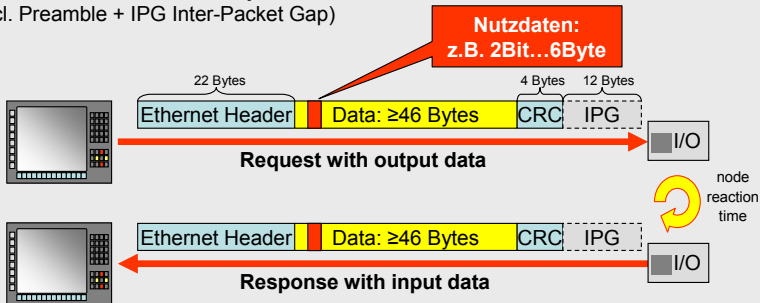 cl. Preamble + IPG Inter-Packet Gap)
Nutzdaten:
z.B. 2Bit…6Byte
22 Bytes
4 Bytes
12 Bytes
Ethernet Header
Data: ≥46 Bytes
CRC
IPG
I/O
Request with output data
node
reaction
time
Ethernet Header
Data: ≥46 Bytes
CRC
IPG
I/O
Response with input data